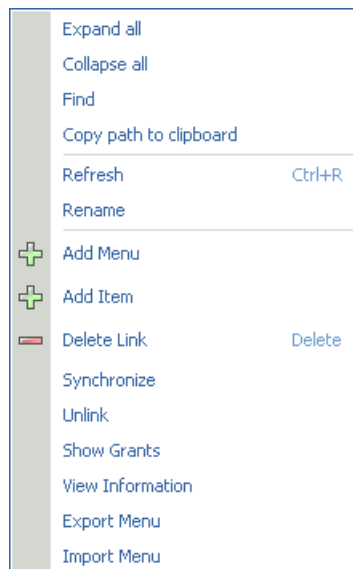 Expand all
Collapse all
Find
Copy path to clipboard
Refresh Ctrl+R
Rename
Add Menu
Add Item
Delete Link Delete
Synchronize
Unlink
Show Grants
View Information
Export Menu
Import Menu